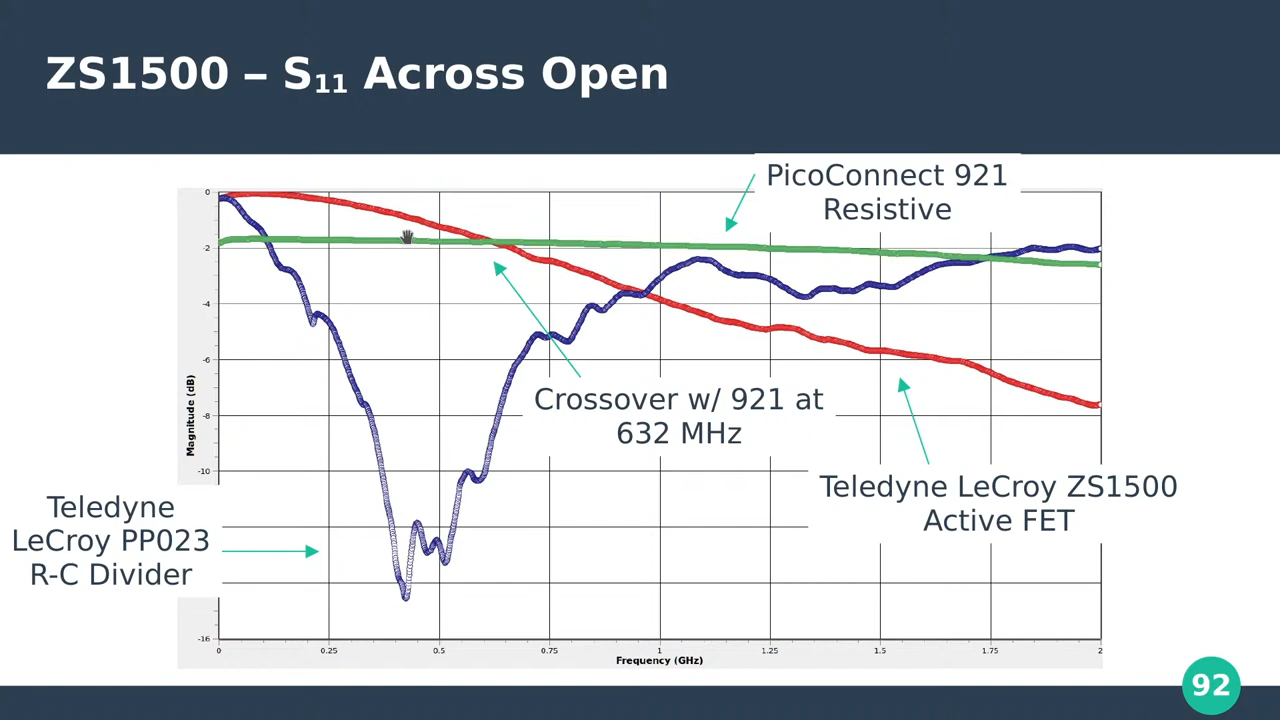 ZS1500 – S₁₁ Across Open
PicoConnect 921
Resistive
Crossover w/ 921 at
632 MHz
Teledyne LeCroy ZS1500
Active FET
Teledyne
LeCroy PP023
R-C Divider
Magnitude (dB)
0
-2
-4
-6
-8
-10
-16
0
0.25
0.5
0.75
1
1.25
1.5
1.75
2
Frequency (GHz)
92